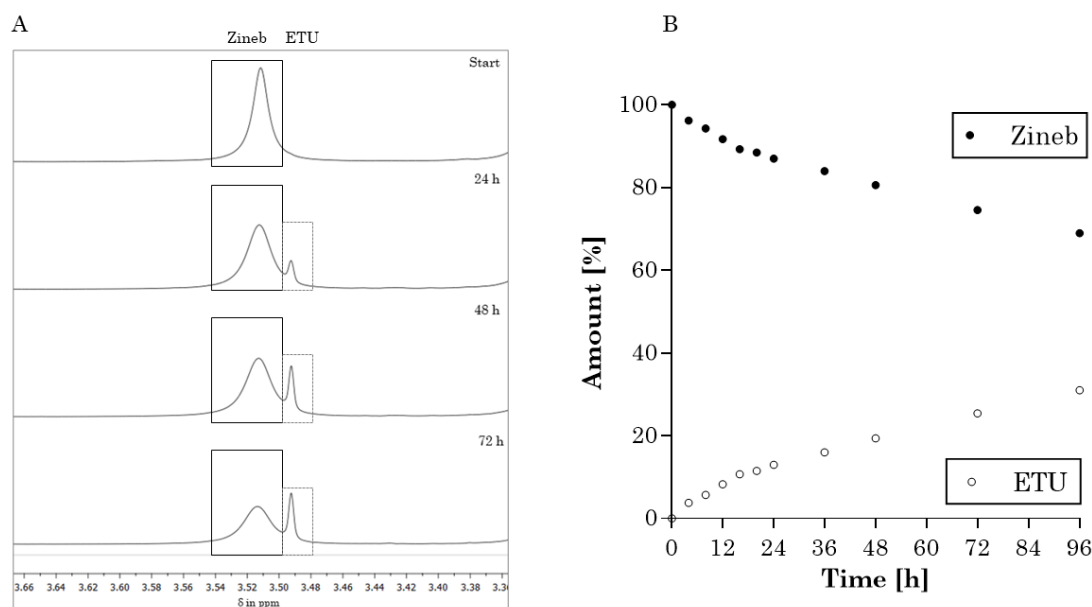 A
Zineb ETU
Start
24 h
48 h
72 h
3.66 3.64 3.62 3.60 3.58 3.56 3.54 3.52 3.50 3.48 3.46 3.44 3.42 3.40 3.38 3.36
δ in ppm
B
Amount [%]
100
80
60
40
20
0
Zineb
ETU
0 12 24 36 48 60 72 84 96
Time [h]